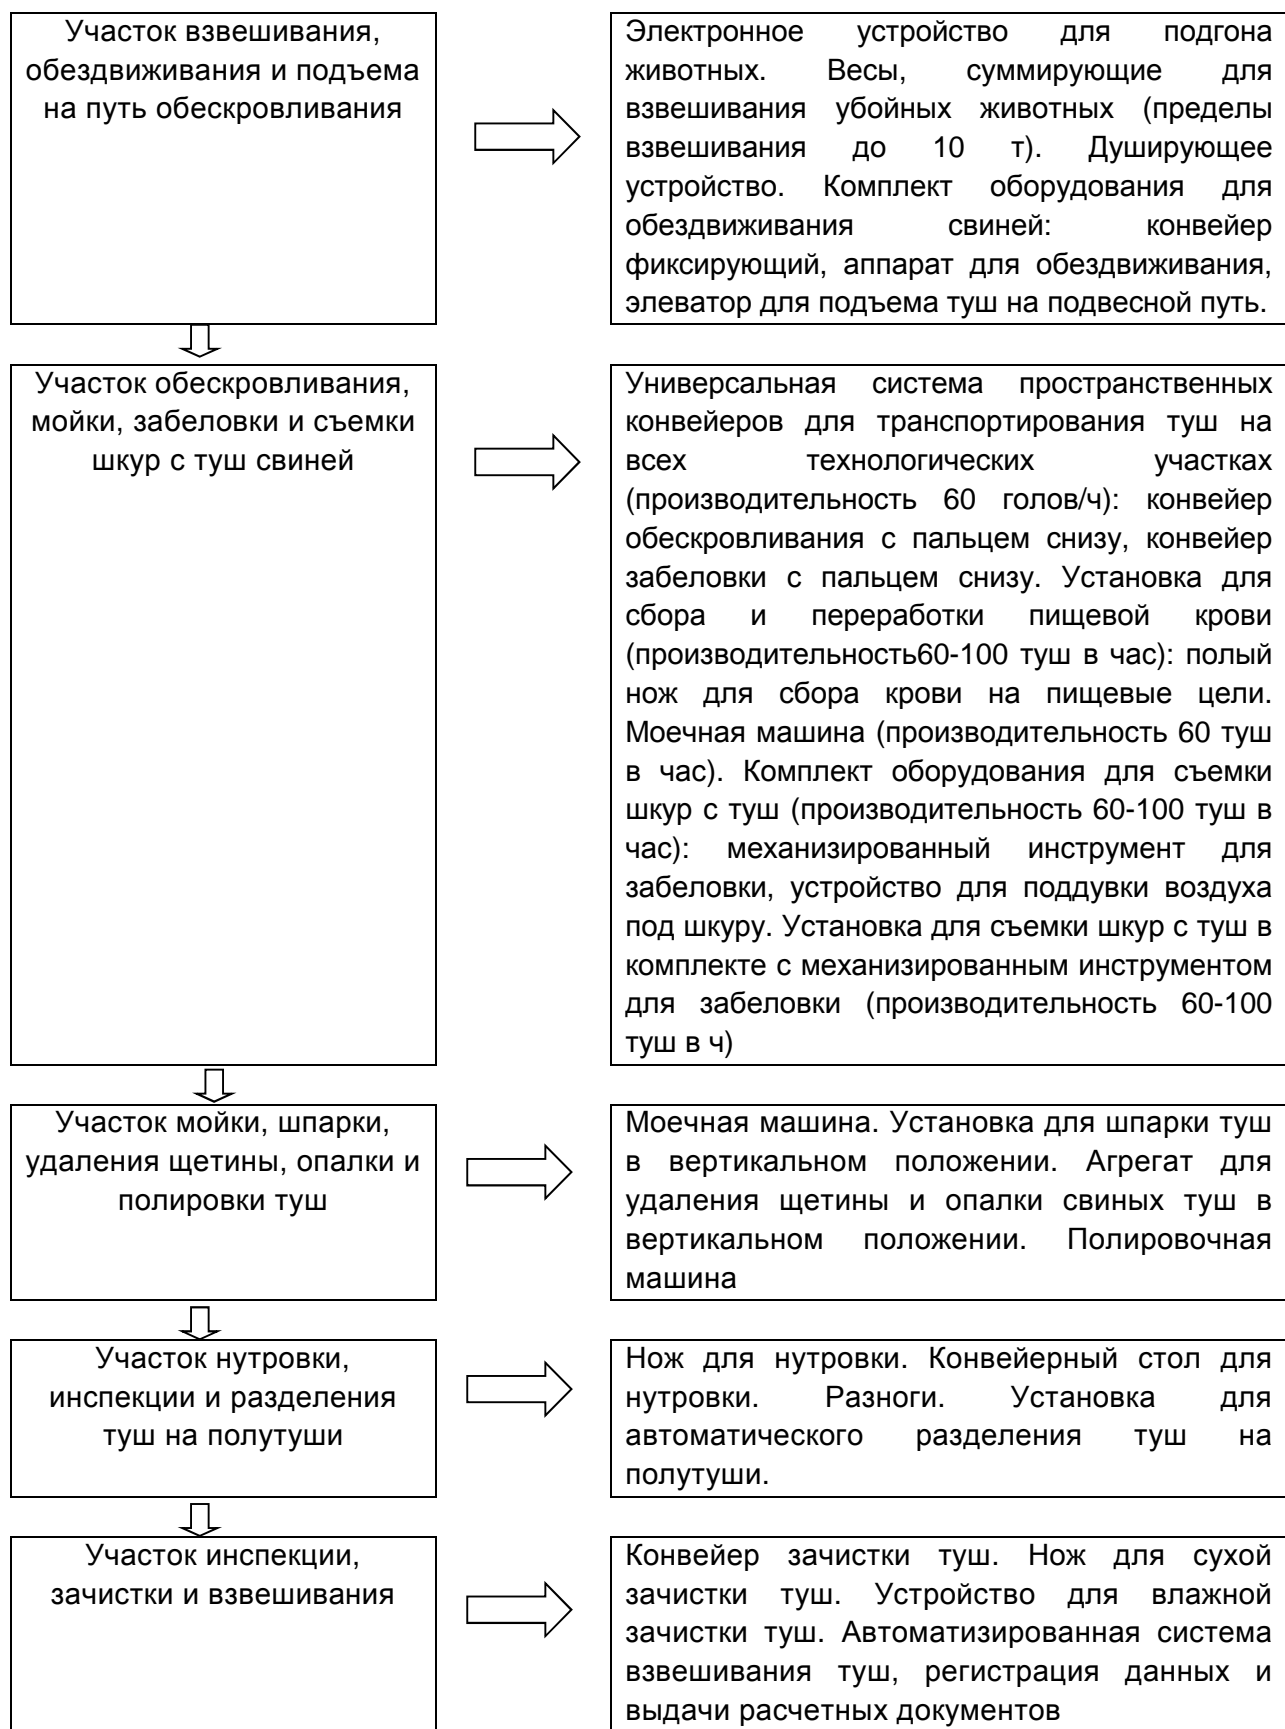 Участок взвешивания,
обездвиживания и подъема
на путь обескровливания
Электронное устройство для подгона
животных. Весы, суммирующие для
взвешивания убойных животных (пределы
взвешивания до 10 т). Душирующее
устройство. Комплект оборудования для
обездвиживания свиней: конвейер
фиксирующий, аппарат для обездвиживания,
элеватор для подъема туш на подвесной путь.
Участок обескровливания,
мойки, забеловки и съемки
шкур с туш свиней
Универсальная система пространственных
конвейеров для транспортирования туш на
всех технологических участках
(производительность 60 голов/ч): конвейер
обескровливания с пальцем снизу, конвейер
забеловки с пальцем снизу. Установка для
сбора и переработки пищевой крови
(производительность60-100 туш в час): полый
нож для сбора крови на пищевые цели.
Моечная машина (производительность 60 туш
в час). Комплект оборудования для съемки
шкур с туш (производительность 60-100 туш в
час): механизированный инструмент для
забеловки, устройство для поддувки воздуха
под шкуру. Установка для съемки шкур с туш в
комплекте с механизированным инструментом
для забеловки (производительность 60-100
туш в ч)
Участок мойки, шпарки,
удаления щетины, опалки и
полировки туш
Моечная машина. Установка для шпарки туш
в вертикальном положении. Агрегат для
удаления щетины и опалки свиных туш в
вертикальном положении. Полировочная
машина
Участок нутровки,
инспекции и разделения
туш на полутуши
Нож для нутровки. Конвейерный стол для
нутровки. Разноги. Установка для
автоматического разделения туш на
полутуши.
Участок инспекции,
зачистки и взвешивания
Конвейер зачистки туш. Нож для сухой
зачистки туш. Устройство для влажной
зачистки туш. Автоматизированная система
взвешивания туш, регистрация данных и
выдачи расчетных документов